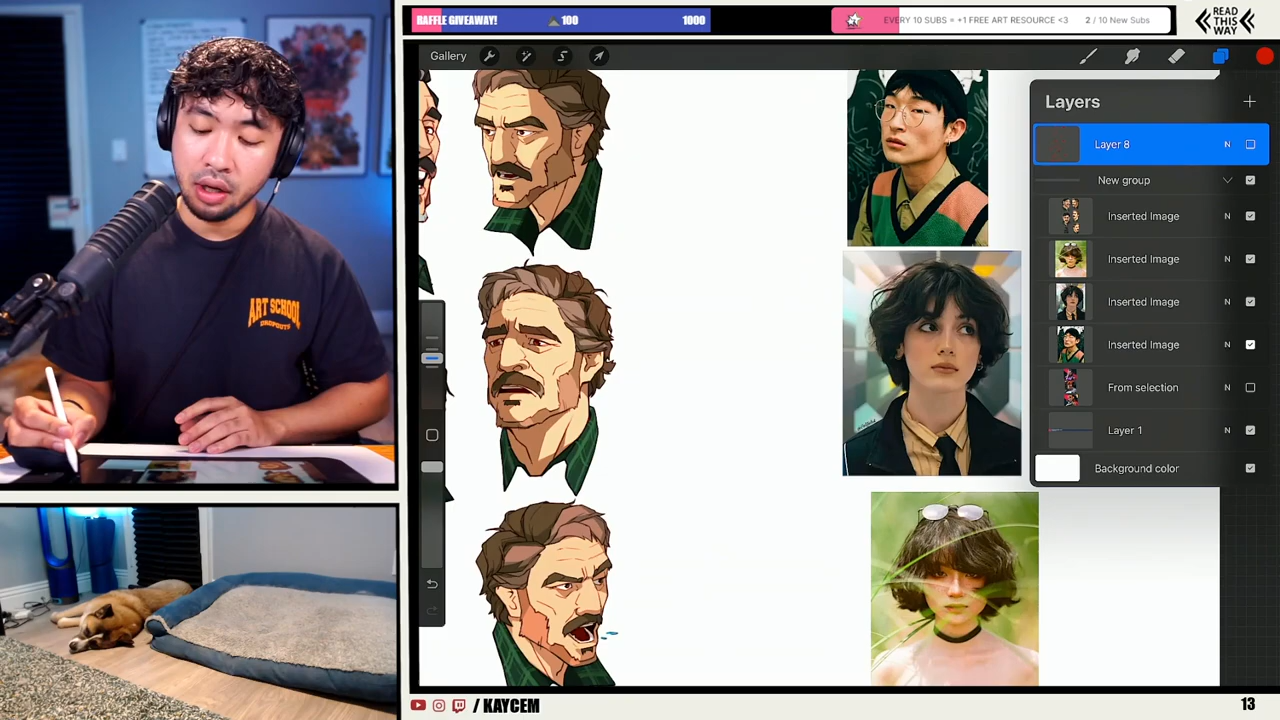 RAFFLE GIVEAWAY!
100
1000
EVERY 10 SUBS = +1 FREE ART RESOURCE <3
2 / 10 New Subs
READ
THIS
WAY
Gallery
Layers
Layer 8
N
New group
Inserted Image
N
Inserted Image
N
Inserted Image
N
Inserted Image
N
From selection
N
Layer 1
N
Background color
ART SCHOOL
DROPOUTS
/ KAYCEM
13